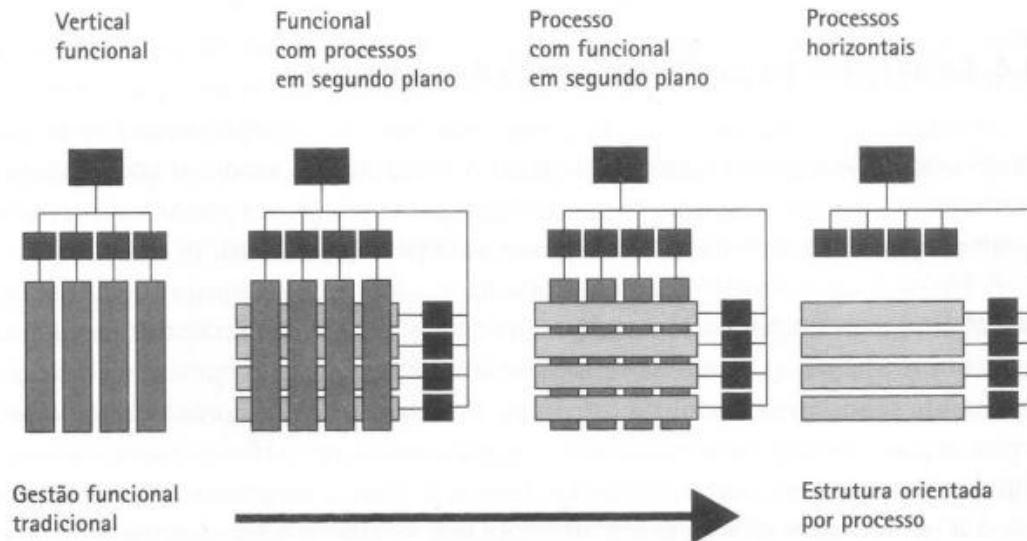 Vertical
funcional
Funcional
com processos
em segundo plano
Processo
com funcional
em segundo plano
Processos
horizontais
Gestão funcional
tradicional
Estrutura orientada
por processo